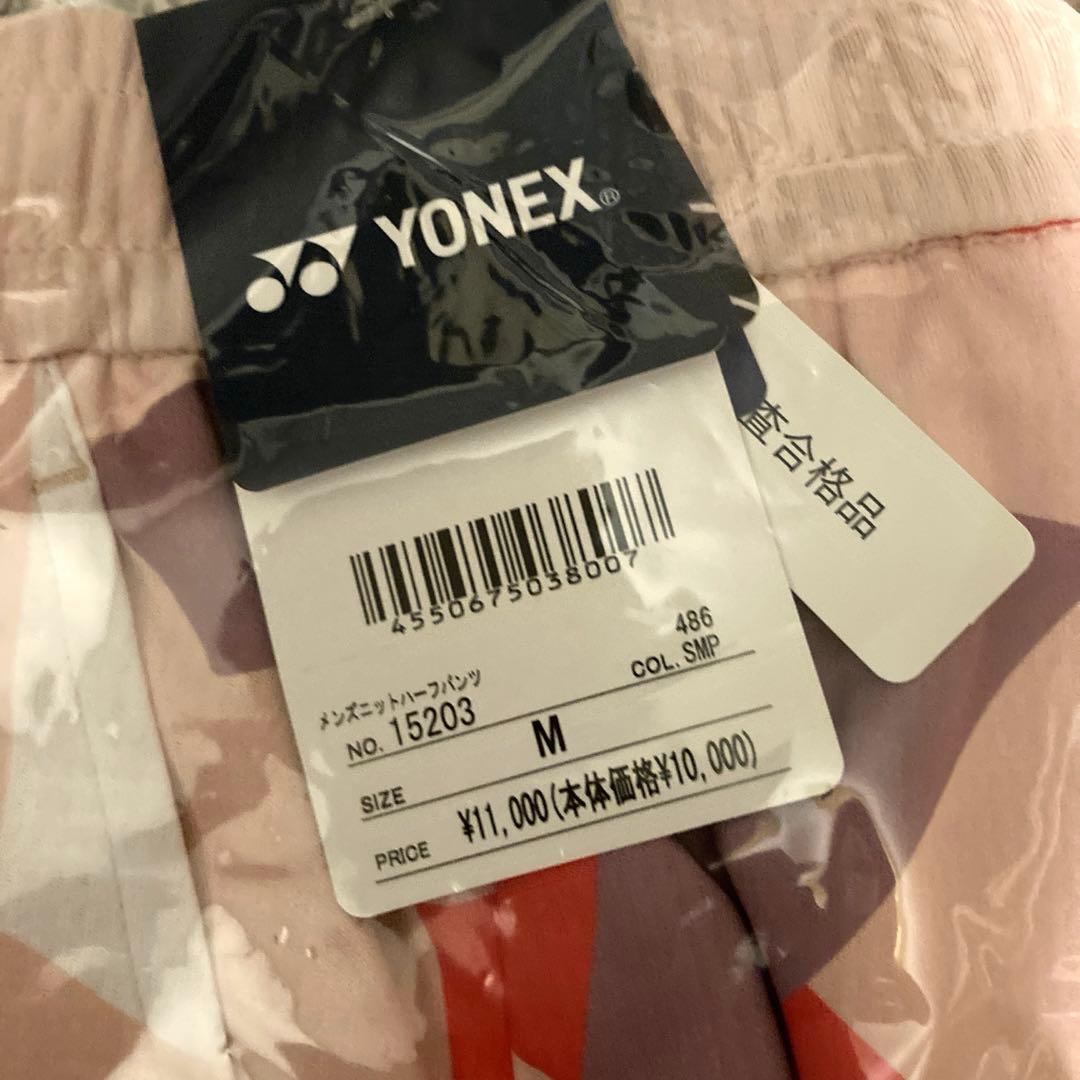 YONEX®
4550675038007
486
COL. SMP
メンズニットハーフパンツ
NO. 15203
SIZE M
PRICE ¥11,000(本体価格¥10,000)
査合格品